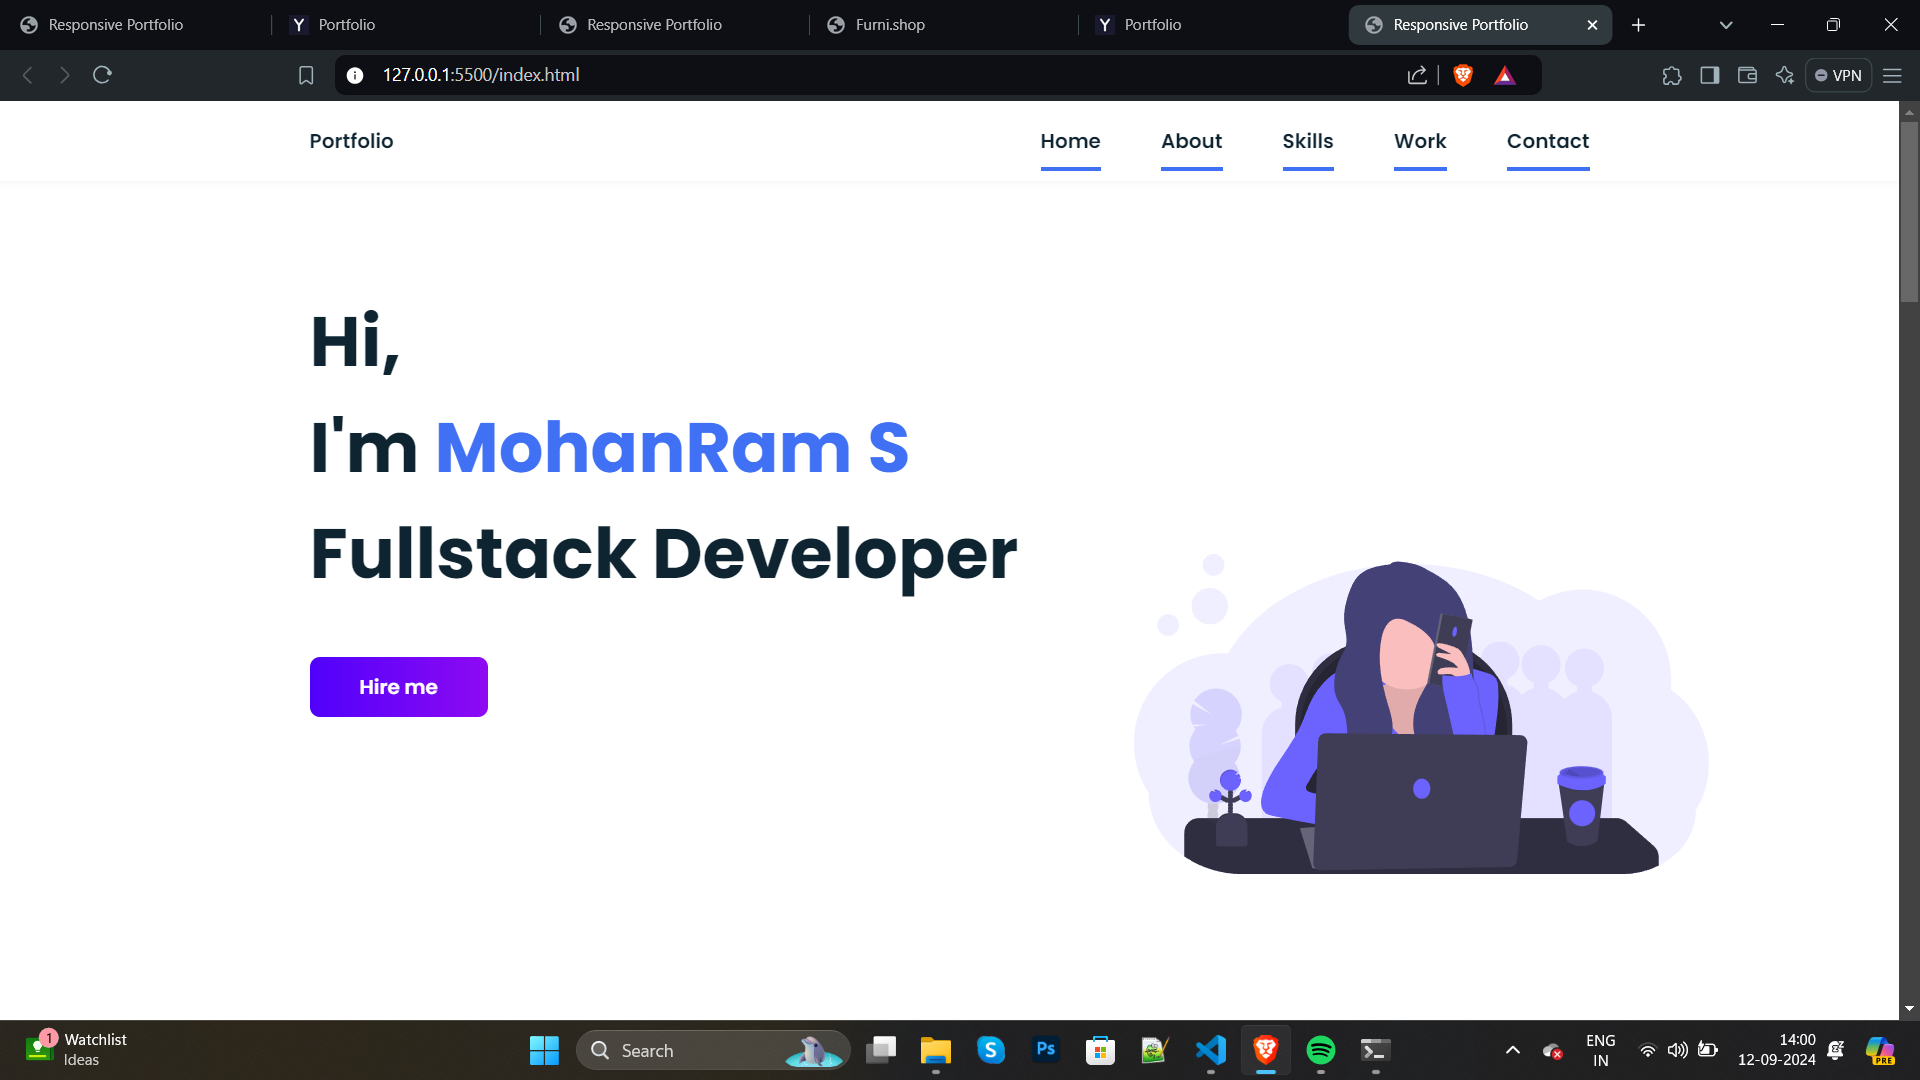 Responsive Portfolio
Y Portfolio
Responsive Portfolio
Furni.shop
Y Portfolio
Responsive Portfolio
127.0.0.1:5500/index.html
VPN
Portfolio
Home
About
Skills
Work
Contact
Hi,
I'm MohanRam S
Fullstack Developer
Hire me
1
Watchlist
Ideas
Search
S
Ps
ENG
IN
14:00
12-09-2024
PRE